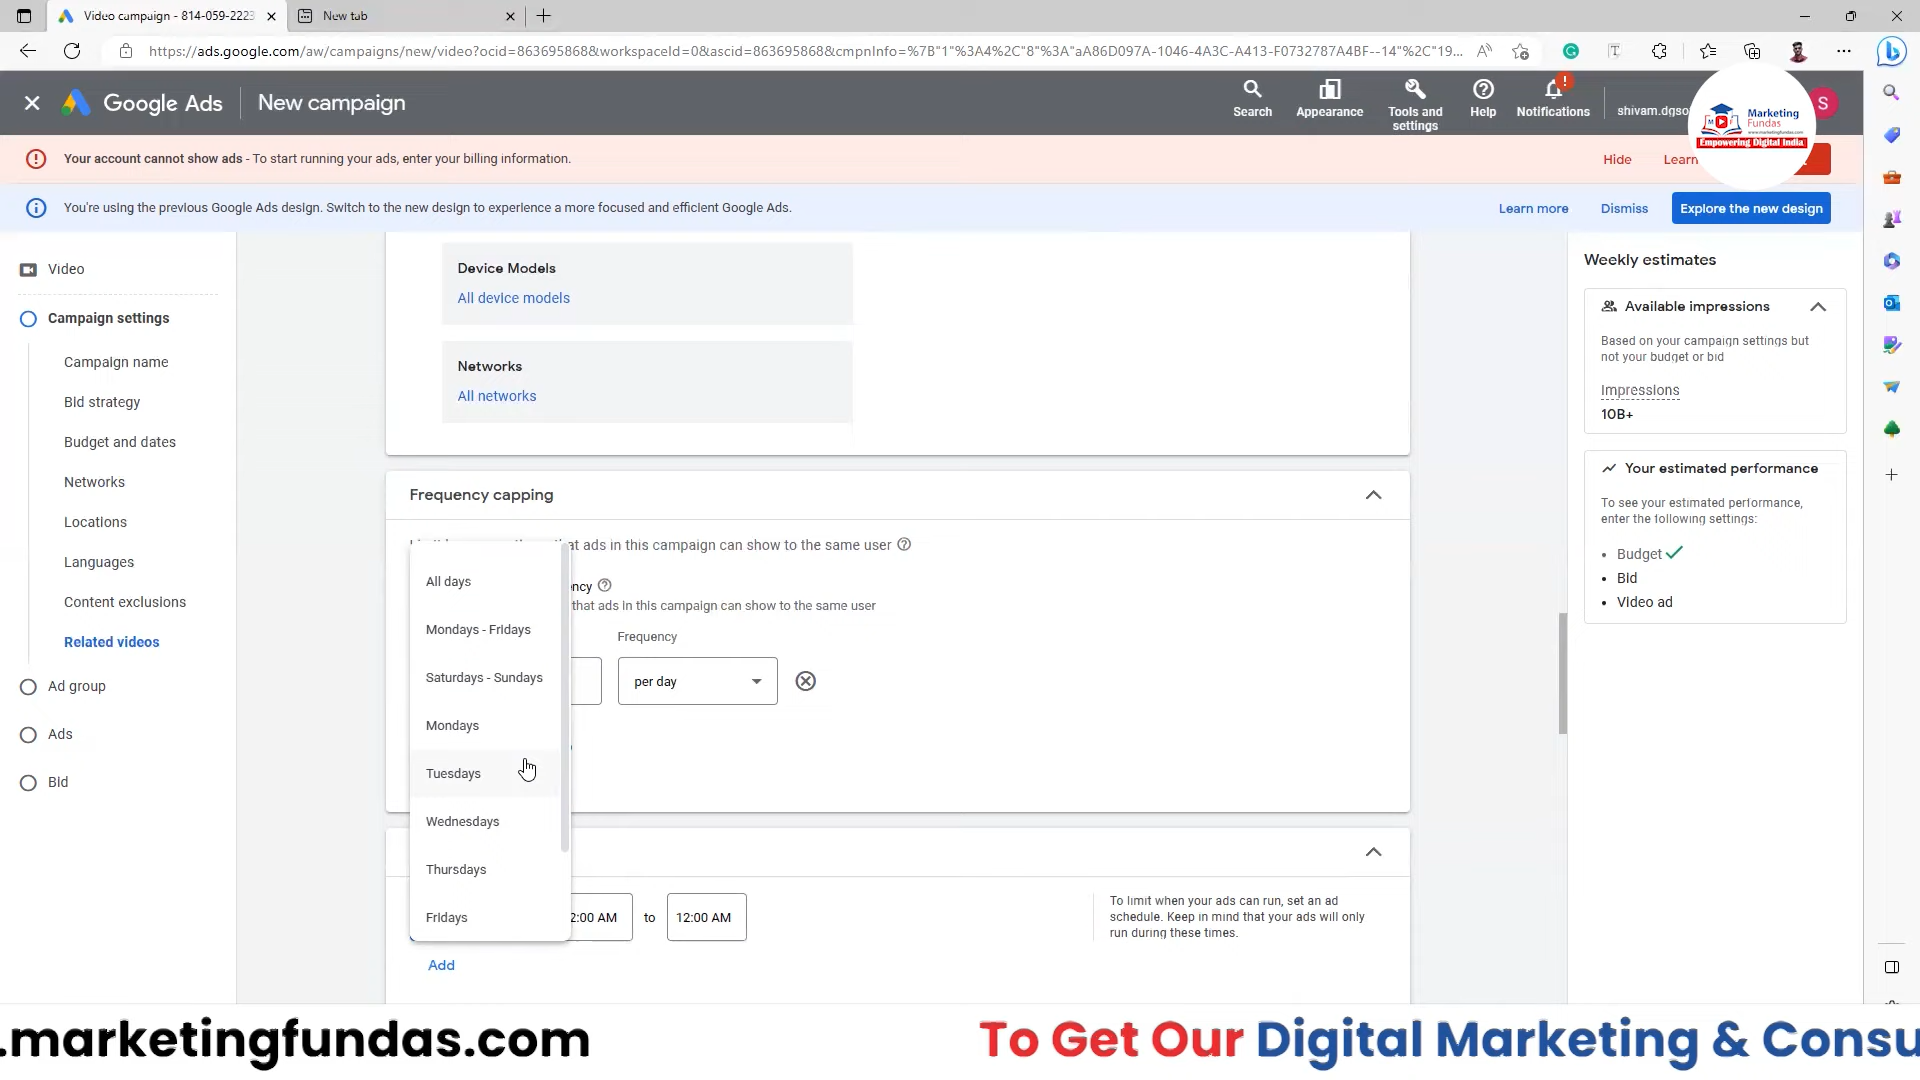 Video campaign - 814-059-2223
New tab
https://ads.google.com/aw/campaigns/new/video?ocid=863695868&workspaceId=0&ascid=863695868&cmpnInfo=%7B"1"%3A4%2C"8"%3A"aA86D097A-1046-4A3C-A413-F0732787A4BF--14"%2C"19...
Google Ads
New campaign
Search
Appearance
Tools and settings
Help
Notifications
shivam.dgso
S
Marketing
Fundas
www.marketingfundas.com
Empowering Digital India
Your account cannot show ads - To start running your ads, enter your billing information.
Hide
Learn
You're using the previous Google Ads design. Switch to the new design to experience a more focused and efficient Google Ads.
Learn more
Dismiss
Explore the new design
Video
Campaign settings
Campaign name
Bid strategy
Budget and dates
Networks
Locations
Languages
Content exclusions
Related videos
Ad group
Ads
Bid
Device Models
All device models
Networks
All networks
Frequency capping
at ads in this campaign can show to the same user
ncy
that ads in this campaign can show to the same user
Frequency
per day
All days
Mondays - Fridays
Saturdays - Sundays
Mondays
Tuesdays
Wednesdays
Thursdays
Fridays
2:00 AM
to
12:00 AM
Add
To limit when your ads can run, set an ad
schedule. Keep in mind that your ads will only
run during these times.
Weekly estimates
Available impressions
Based on your campaign settings but
not your budget or bid
Impressions
10B+
Your estimated performance
To see your estimated performance,
enter the following settings:
Budget
Bid
Video ad
.marketingfundas.com
To Get Our Digital Marketing & Consu